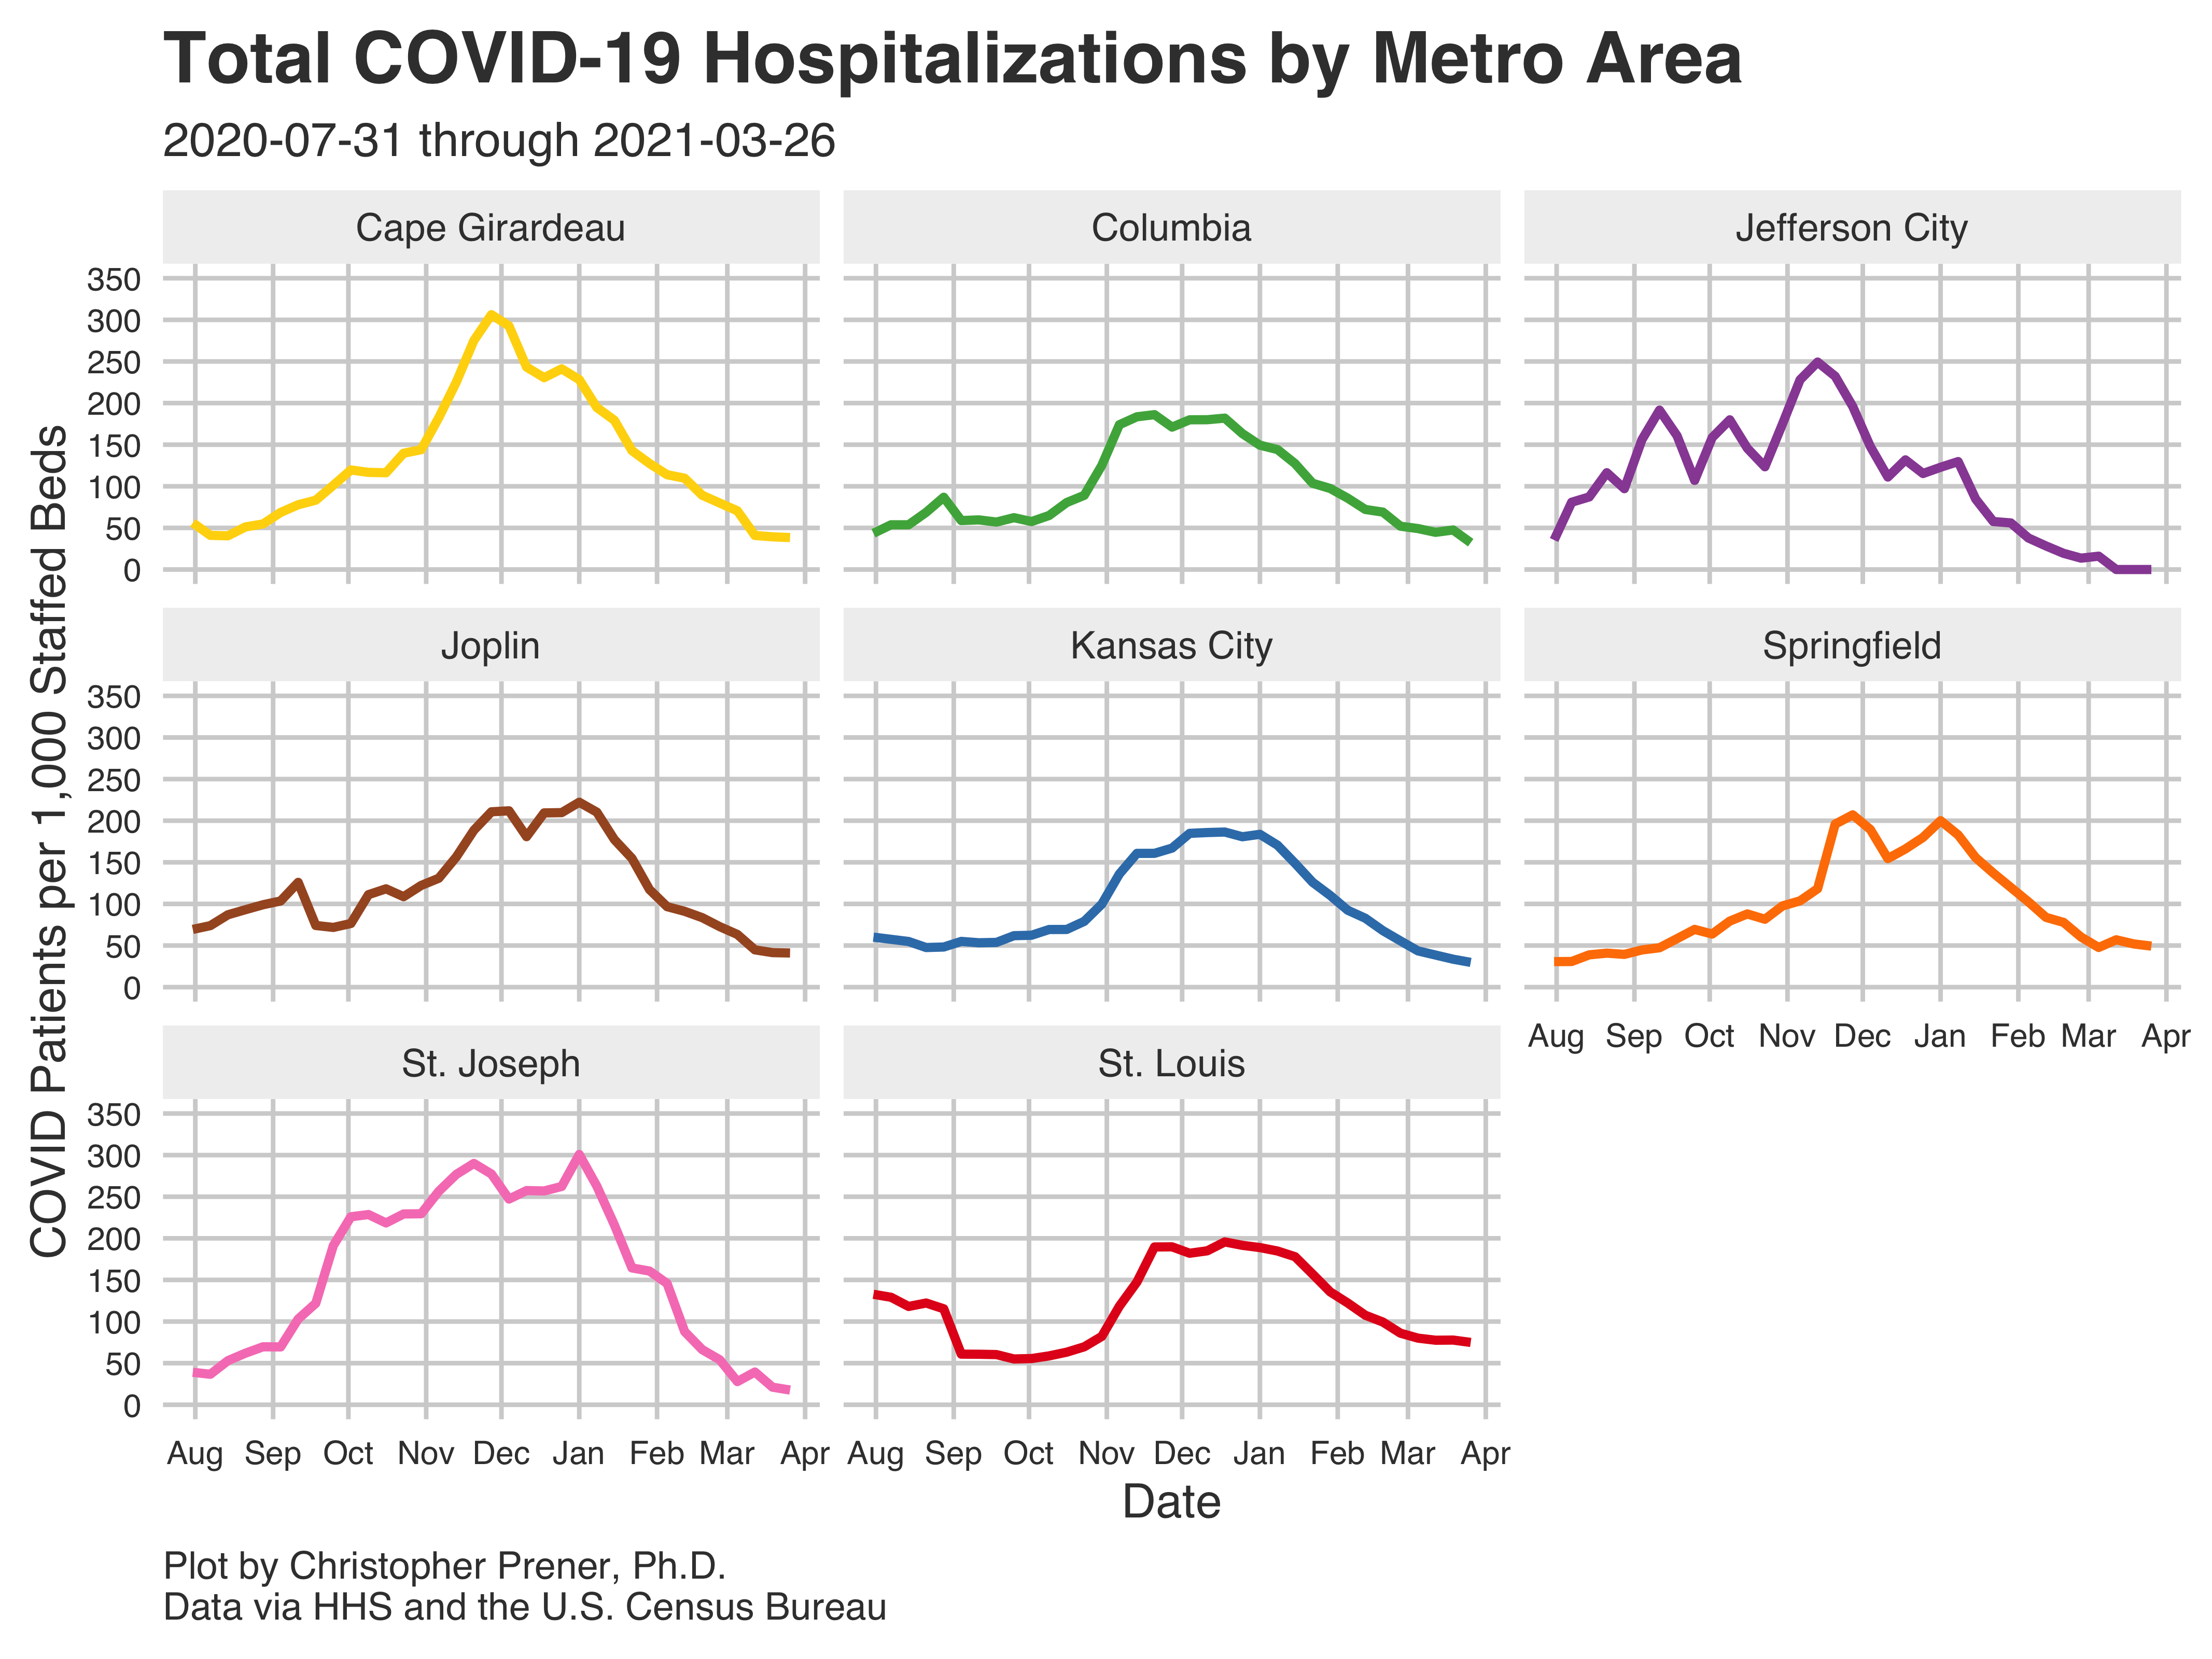 Total COVID-19 Hospitalizations by Metro Area
2020-07-31 through 2021-03-26
COVID Patients per 1,000 Staffed Beds
Cape Girardeau
Columbia
Jefferson City
350
300
250
200
150
100
50
0
Joplin
Kansas City
Springfield
350
300
250
200
150
100
50
0
Aug Sep Oct Nov Dec Jan Feb Mar Apr
St. Joseph
St. Louis
350
300
250
200
150
100
50
0
Aug Sep Oct Nov Dec Jan Feb Mar Apr
Aug Sep Oct Nov Dec Jan Feb Mar Apr
Date
Plot by Christopher Prener, Ph.D.
Data via HHS and the U.S. Census Bureau